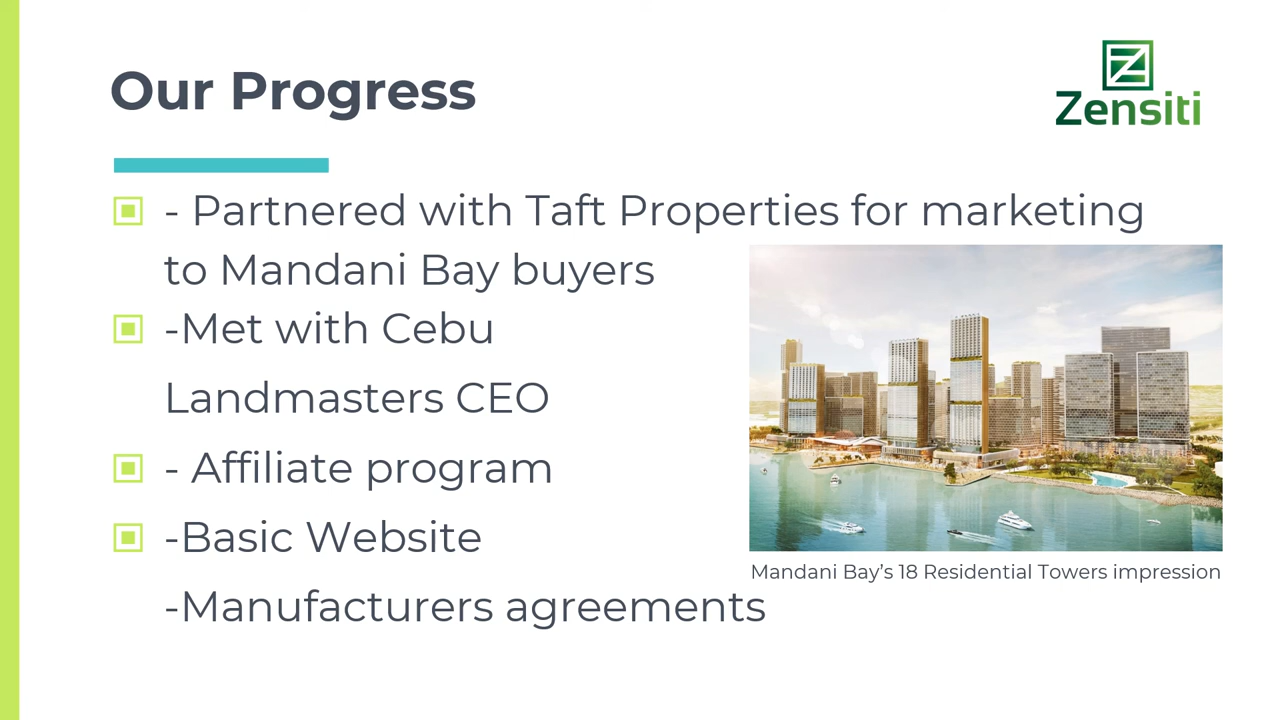 Our Progress
Zensiti
- Partnered with Taft Properties for marketing
to Mandani Bay buyers
-Met with Cebu
Landmasters CEO
- Affiliate program
-Basic Website
Mandani Bay’s 18 Residential Towers impression
-Manufacturers agreements